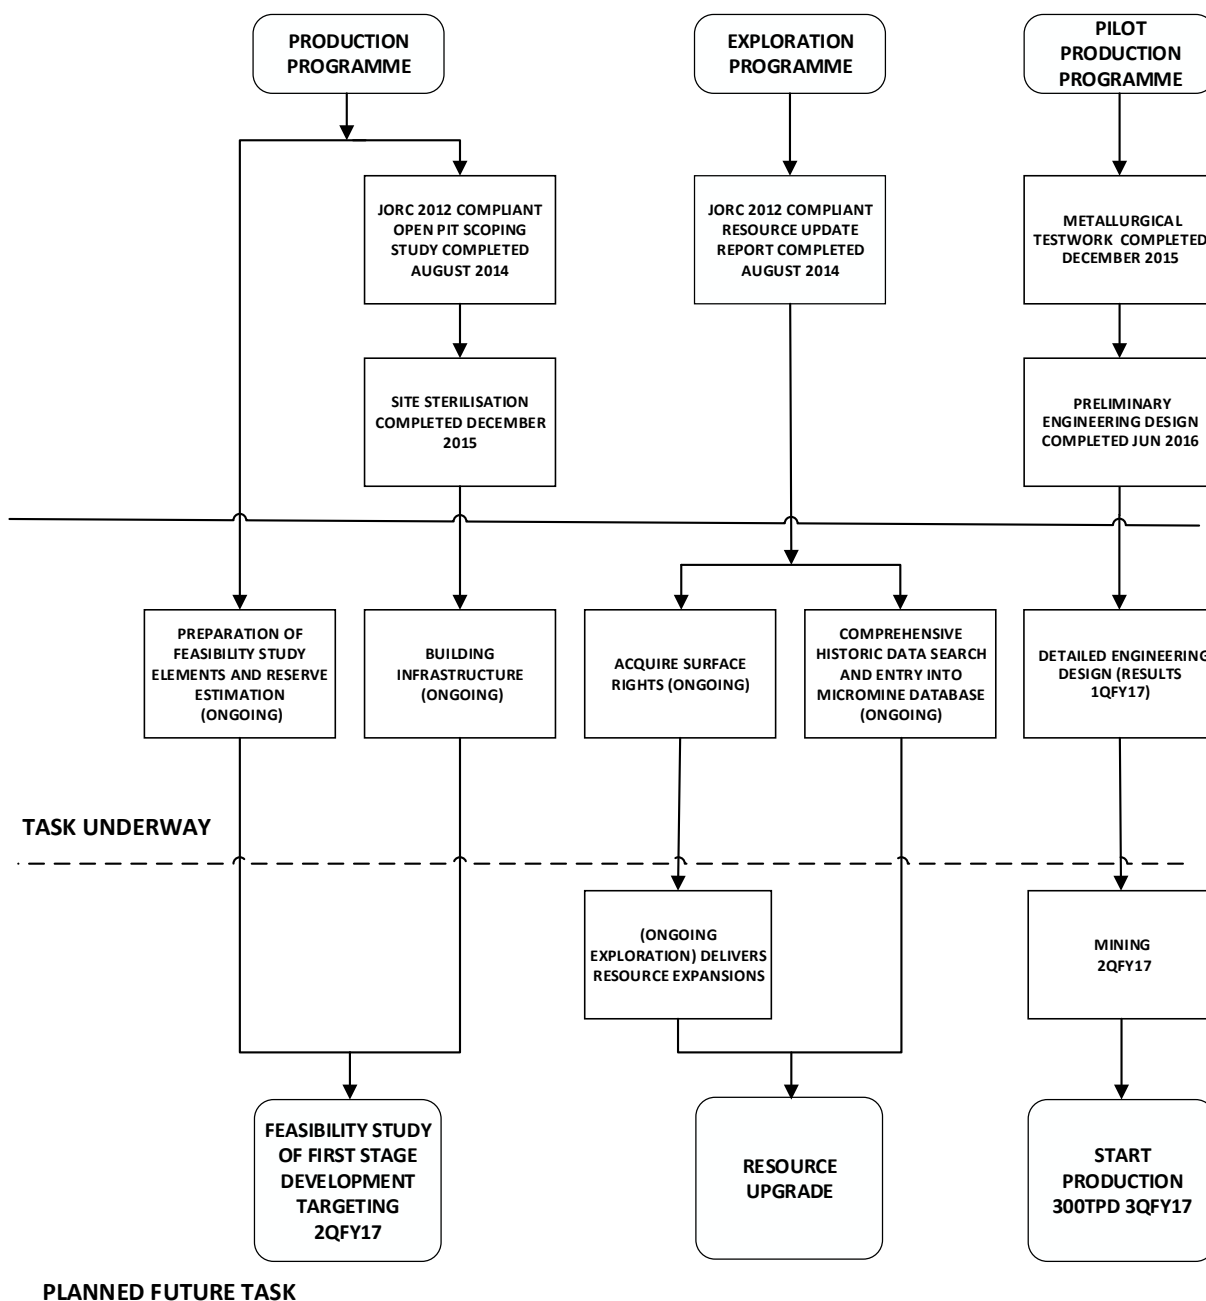 PRODUCTION
PROGRAMME
EXPLORATION
PROGRAMME
PILOT
PRODUCTION
PROGRAMME
JORC 2012 COMPLIANT
OPEN PIT SCOPING
STUDY COMPLETED
AUGUST 2014
JORC 2012 COMPLIANT
RESOURCE UPDATE
REPORT COMPLETED
AUGUST 2014
METALLURGICAL
TESTWORK COMPLETED
DECEMBER 2015
SITE STERILISATION
COMPLETED DECEMBER
2015
PRELIMINARY
ENGINEERING DESIGN
COMPLETED JUN 2016
PREPARATION OF
FEASIBILITY STUDY
ELEMENTS AND RESERVE
ESTIMATION
(ONGOING)
BUILDING
INFRASTRUCTURE
(ONGOING)
ACQUIRE SURFACE
RIGHTS (ONGOING)
COMPREHENSIVE
HISTORIC DATA SEARCH
AND ENTRY INTO
MICROMINE DATABASE
(ONGOING)
DETAILED ENGINEERING
DESIGN (RESULTS
1QFY17)
TASK UNDERWAY
(ONGOING
EXPLORATION) DELIVERS
RESOURCE EXPANSIONS
MINING
2QFY17
FEASIBILITY STUDY
OF FIRST STAGE
DEVELOPMENT
TARGETING
2QFY17
RESOURCE
UPGRADE
START
PRODUCTION
300TPD 3QFY17
PLANNED FUTURE TASK